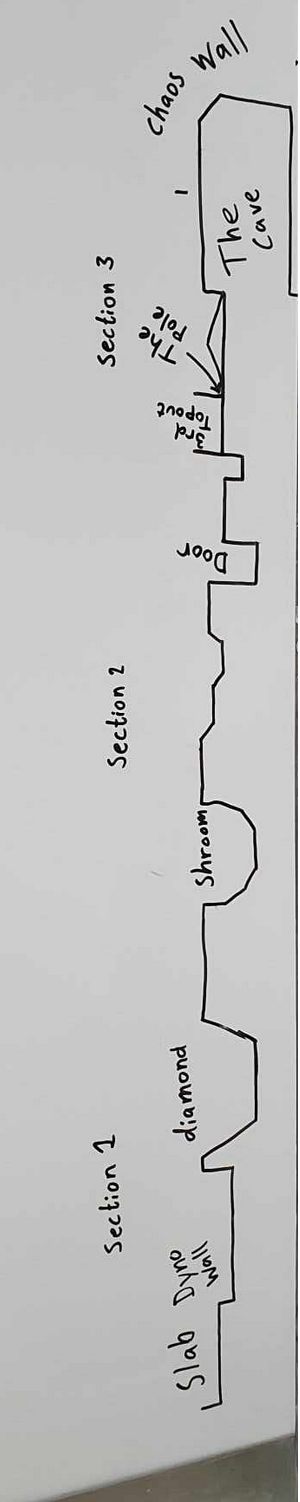 Section 1
Section 2
Section 3
Slab
Dyno
Wall
diamond
Shroom
Door
Turd
Topout
The
Pole
The
Cave
Chaos Wall